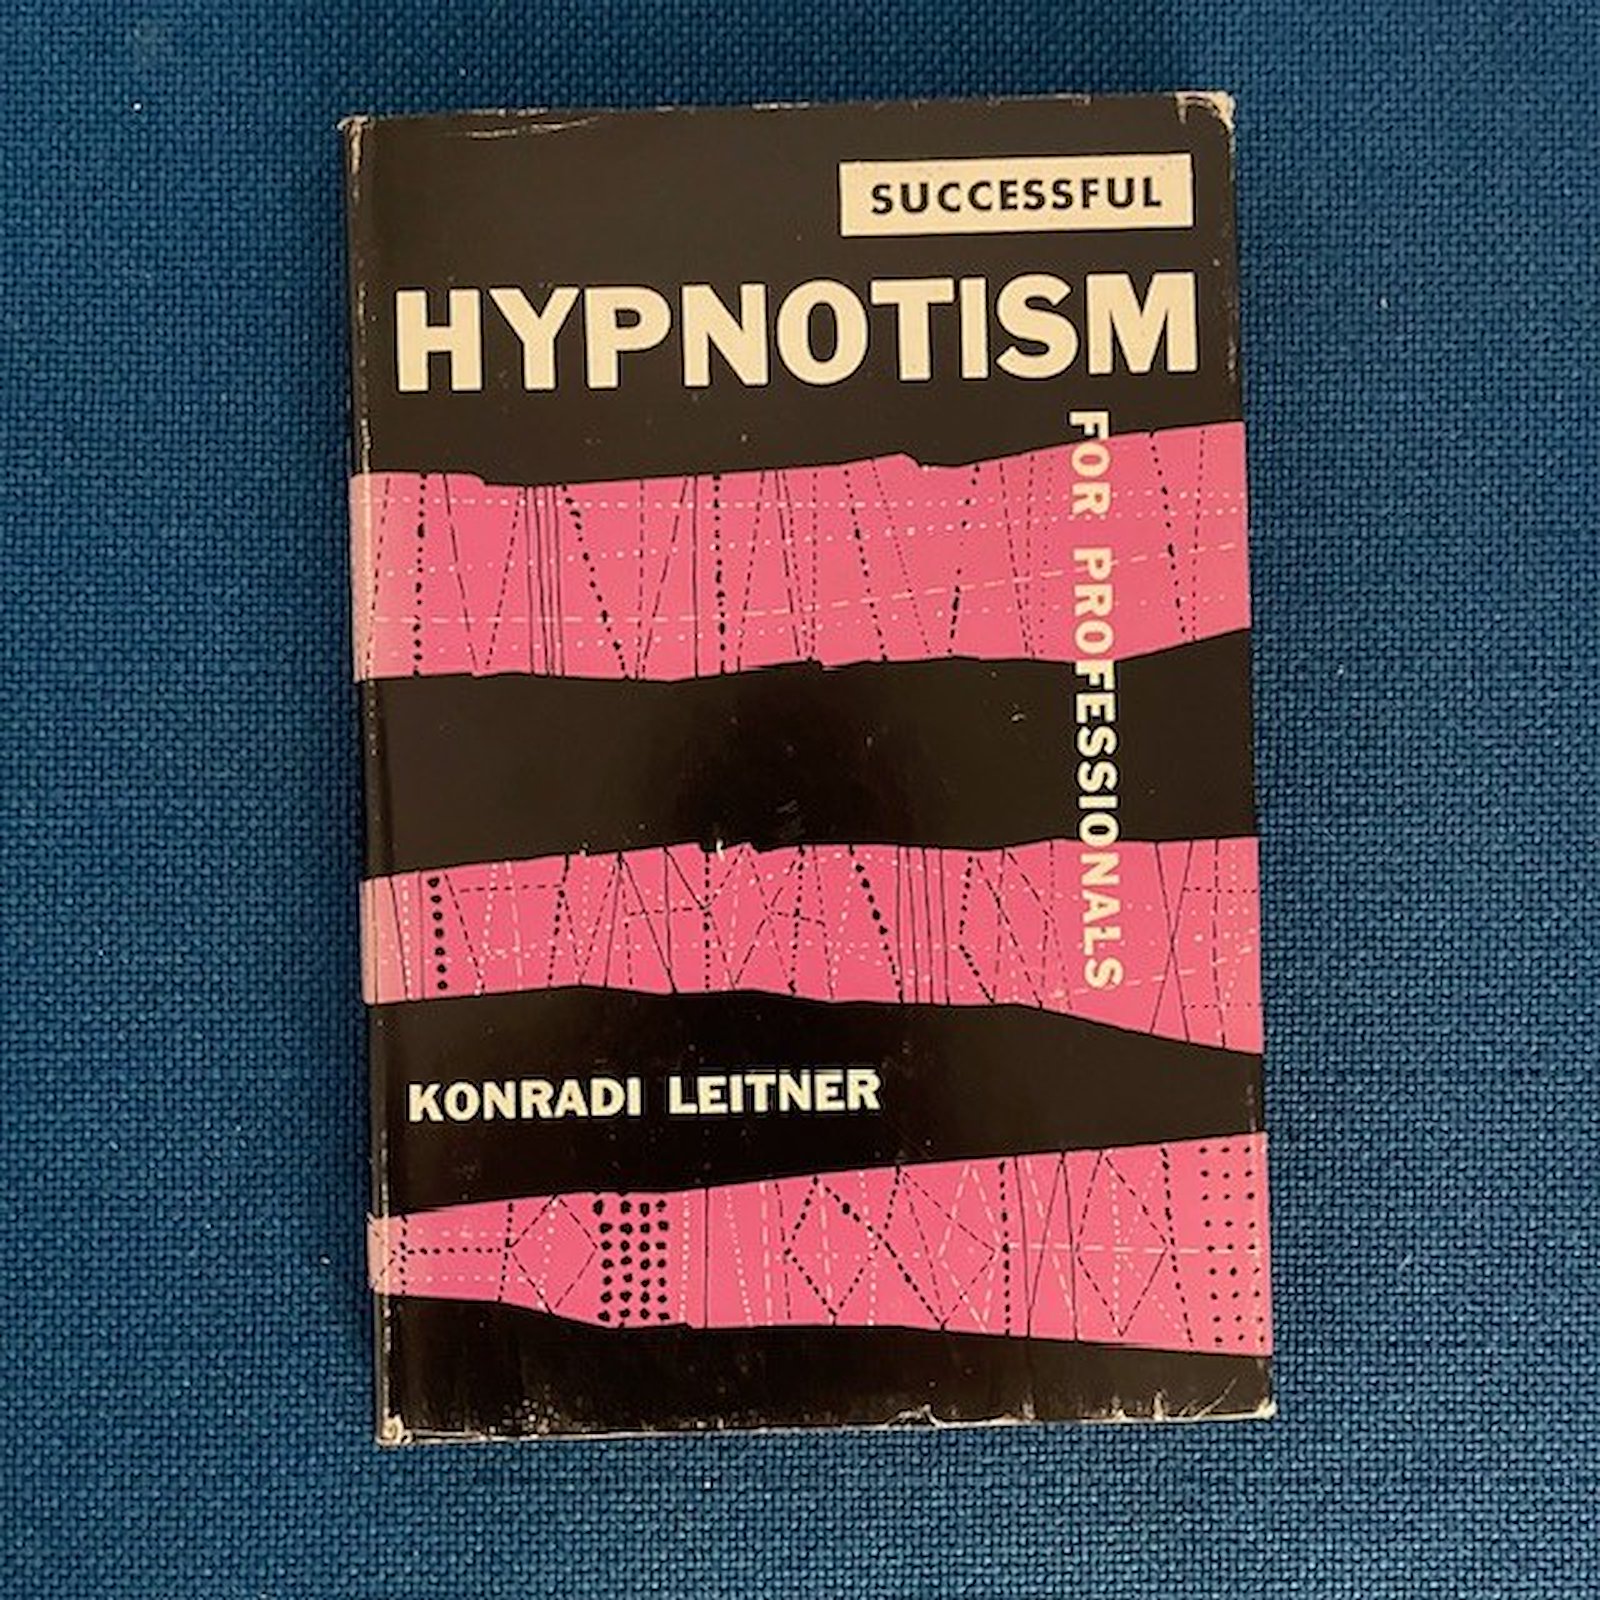 SUCCESSFUL
HYPNOTISM
FOR PROFESSIONALS
KONRADI LEITNER